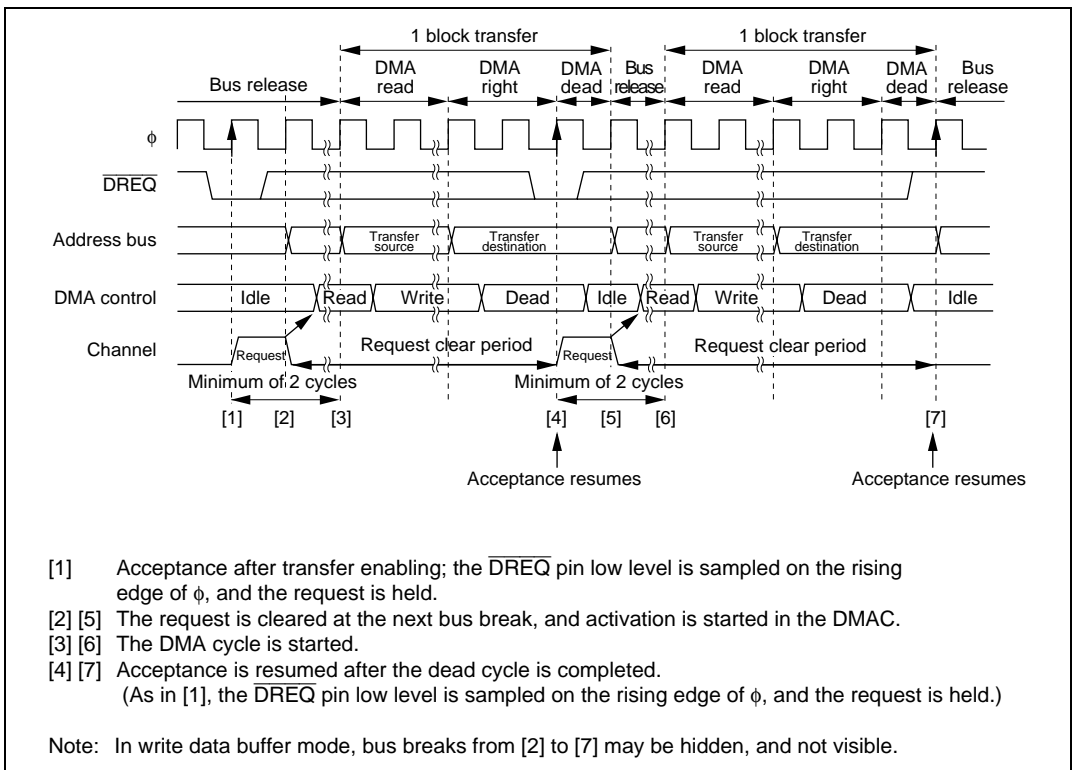 1 block transfer 1 block transfer
Bus release DMA read DMA right DMA dead Bus release DMA read DMA right DMA dead Bus release
φ
DREQ
Address bus Transfer source Transfer destination Transfer source Transfer destination
DMA control Idle Read Write Dead Idle Read Write Dead Idle
Channel Request Request clear period Request Request clear period
Minimum of 2 cycles Minimum of 2 cycles
[1] [2] [3] [4] [5] [6] [7]
Acceptance resumes Acceptance resumes
[1] Acceptance after transfer enabling; the DREQ pin low level is sampled on the rising
edge of φ, and the request is held.
[2] [5] The request is cleared at the next bus break, and activation is started in the DMAC.
[3] [6] The DMA cycle is started.
[4] [7] Acceptance is resumed after the dead cycle is completed.
(As in [1], the DREQ pin low level is sampled on the rising edge of φ, and the request is held.)
Note: In write data buffer mode, bus breaks from [2] to [7] may be hidden, and not visible.